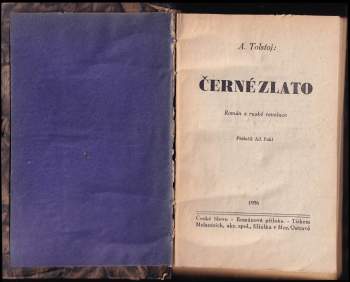 A. Tolstoj:
ČERNÉ ZLATO
Román z ruské revoluce
Přeložil Ad. Pokl
1936
České Slovo - Románová příloha - Tiskem
Melantrich, akc. spol., filiálka v Mor. Ostravě